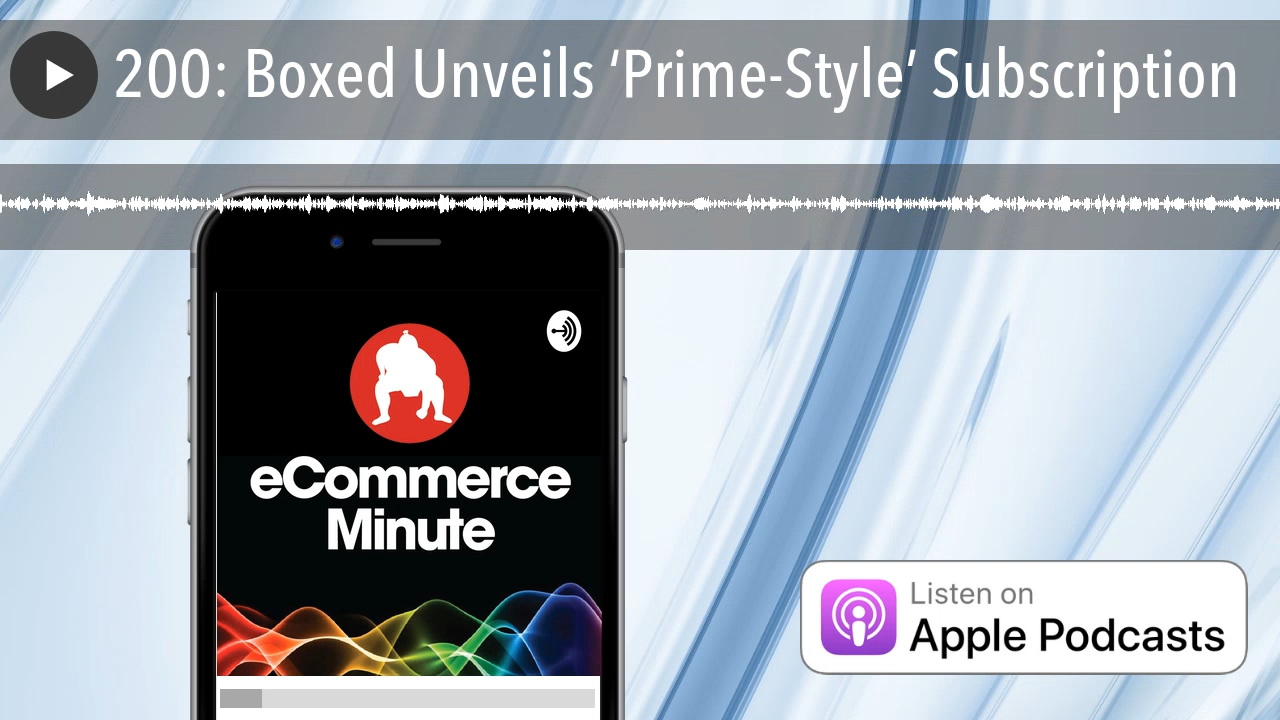 200: Boxed Unveils ‘Prime-Style’ Subscription
eCommerce
Minute
Listen on
Apple Podcasts